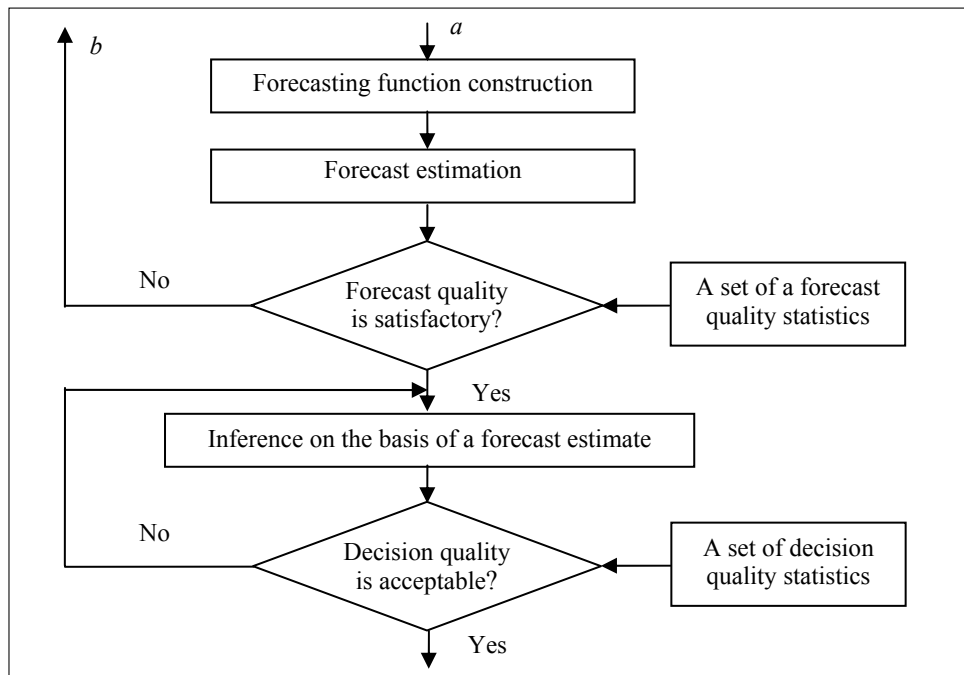 a
b
Forecasting function construction
Forecast estimation
No
Forecast quality
is satisfactory?
A set of a forecast
quality statistics
Yes
Inference on the basis of a forecast estimate
No
Decision quality
is acceptable?
A set of decision
quality statistics
Yes